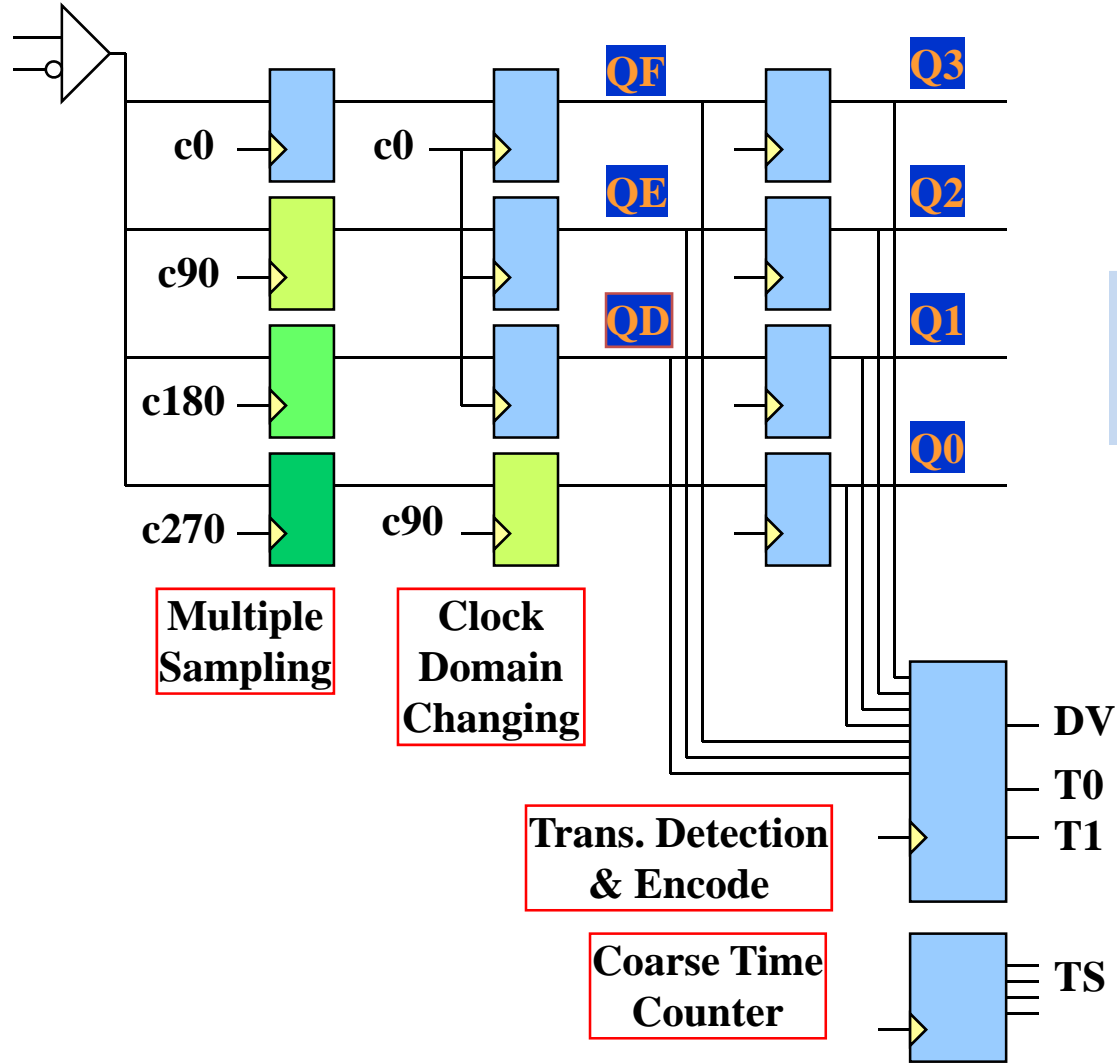 QF
Q3
c0
c0
QE
Q2
c90
QD
Q1
c180
Q0
c270
c90
Multiple
Sampling
Clock
Domain
Changing
DV
T0
T1
Trans. Detection
& Encode
Coarse Time
Counter
TS